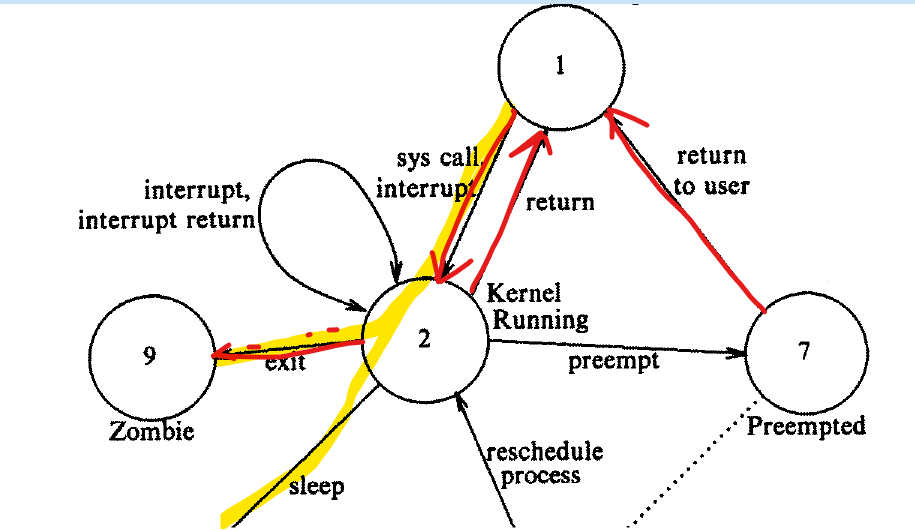 1
sys call,
interrupt
return
to user
interrupt,
interrupt return
return
Kernel
Running
2
9
exit
Zombie
preempt
7
Preempted
reschedule
process
sleep